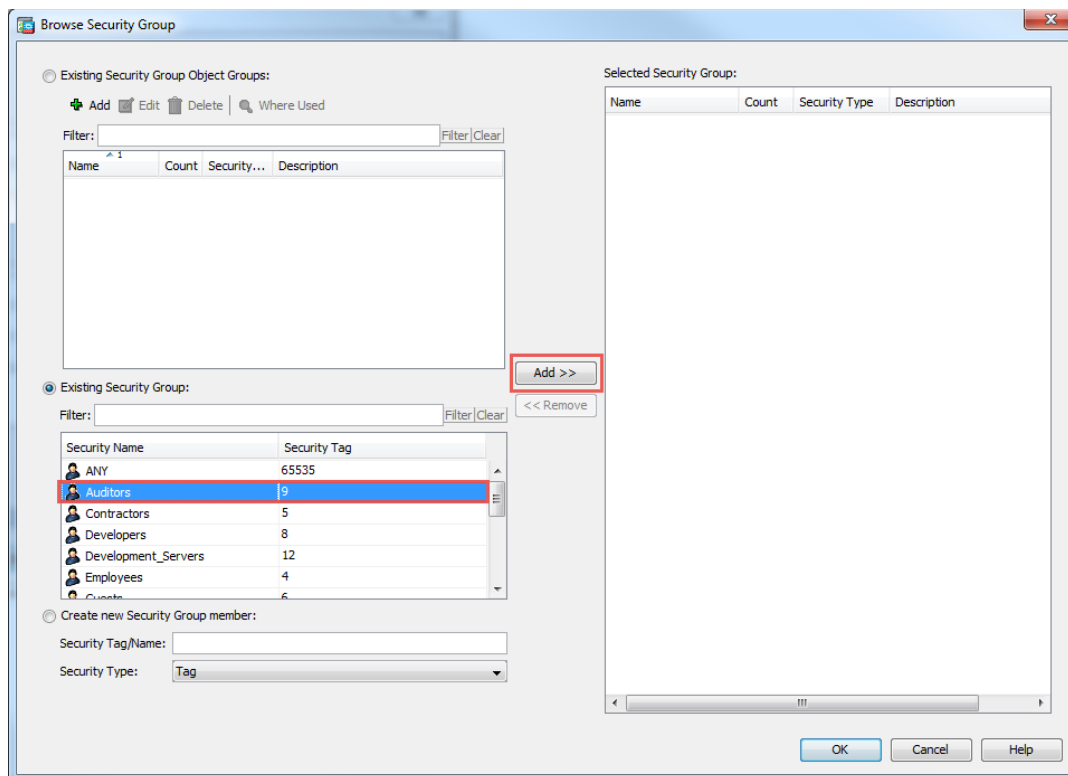 Browse Security Group
Existing Security Group Object Groups:
Add Edit Delete Where Used
Filter: Filter Clear
Name 1 Count Security... Description
Existing Security Group:
Filter: Filter Clear
Security Name Security Tag
ANY 65535
Auditors 9
Contractors 5
Developers 8
Development_Servers 12
Employees 4
Guests 6
Create new Security Group member:
Security Tag/Name:
Security Type: Tag
Add >>
<< Remove
Selected Security Group:
Name Count Security Type Description
OK Cancel Help